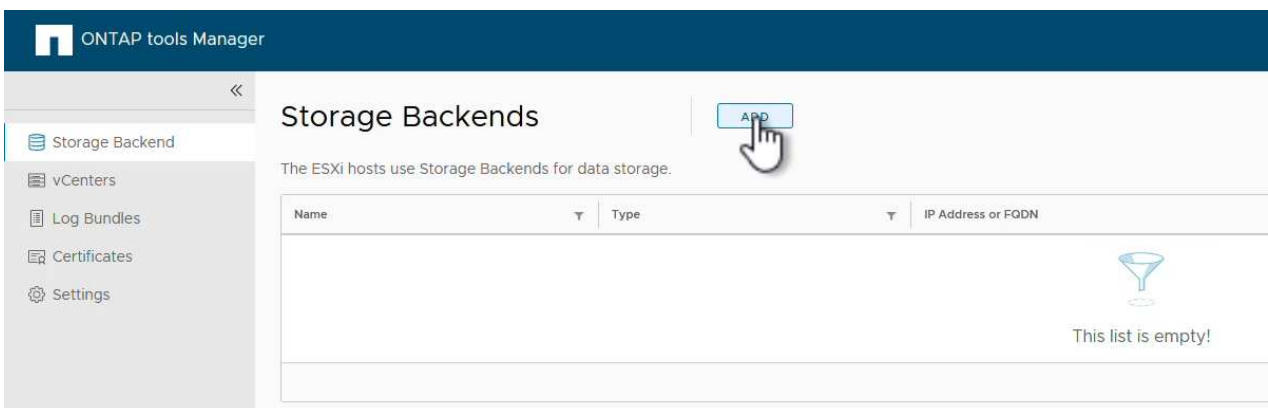 ONTAP tools Manager
Storage Backend
vCenters
Log Bundles
Certificates
Settings
Storage Backends
ADD
The ESXi hosts use Storage Backends for data storage.
Name
Type
IP Address or FQDN
This list is empty!